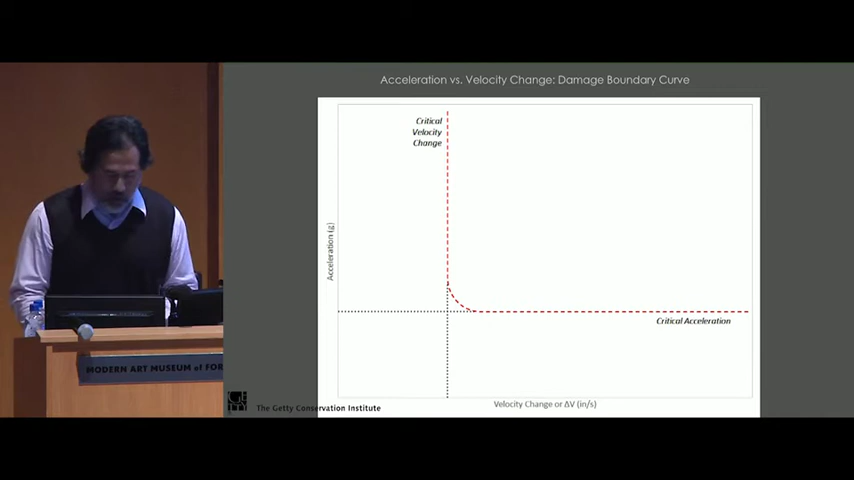 Acceleration vs. Velocity Change: Damage Boundary Curve
Critical
Velocity
Change
Acceleration (g)
Critical Acceleration
Velocity Change or ΔV (in/s)
MODERN ART MUSEUM of FOR
The Getty Conservation Institute